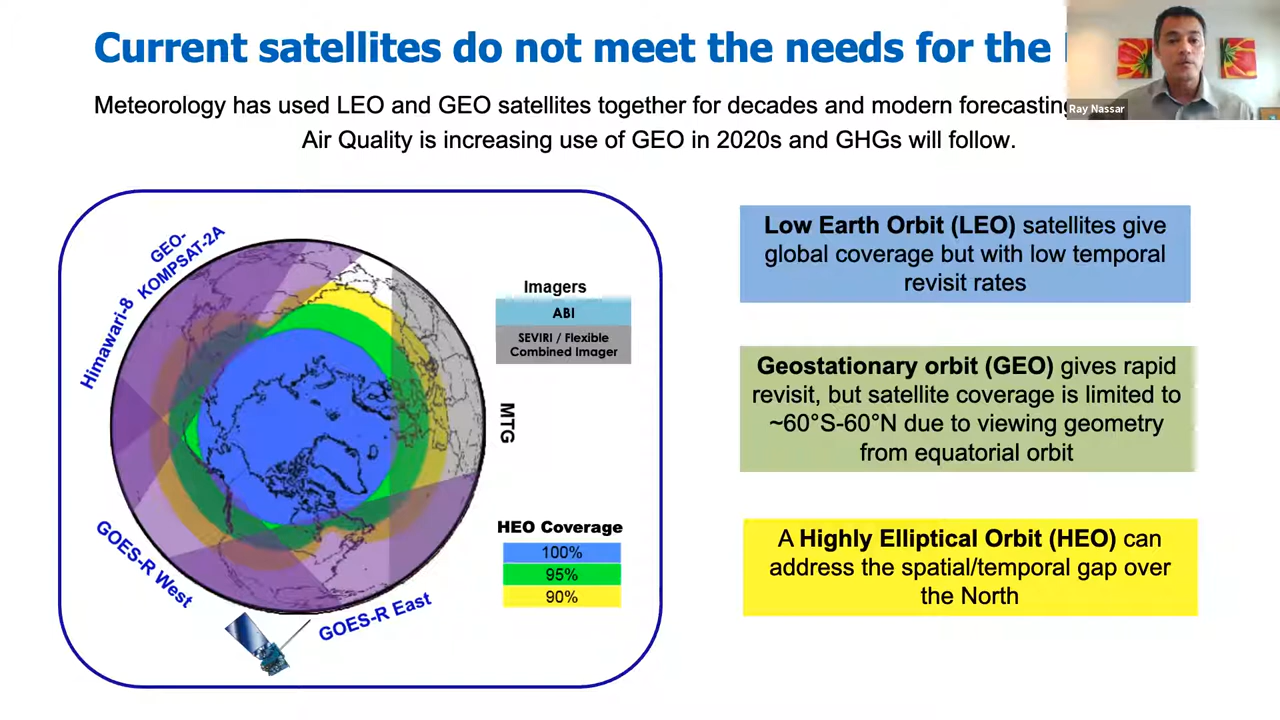 Current satellites do not meet the needs for the
Ray Nassar
Meteorology has used LEO and GEO satellites together for decades and modern forecasting
Air Quality is increasing use of GEO in 2020s and GHGs will follow.
GEO-
KOMPSAT-2A
Himawari-8
GOES-R West
GOES-R East
MTG
Imagers
ABI
SEVIRI / Flexible
Combined Imager
HEO Coverage
100%
95%
90%
Low Earth Orbit (LEO) satellites give
global coverage but with low temporal
revisit rates
Geostationary orbit (GEO) gives rapid
revisit, but satellite coverage is limited to
~60°S-60°N due to viewing geometry
from equatorial orbit
A Highly Elliptical Orbit (HEO) can
address the spatial/temporal gap over
the North